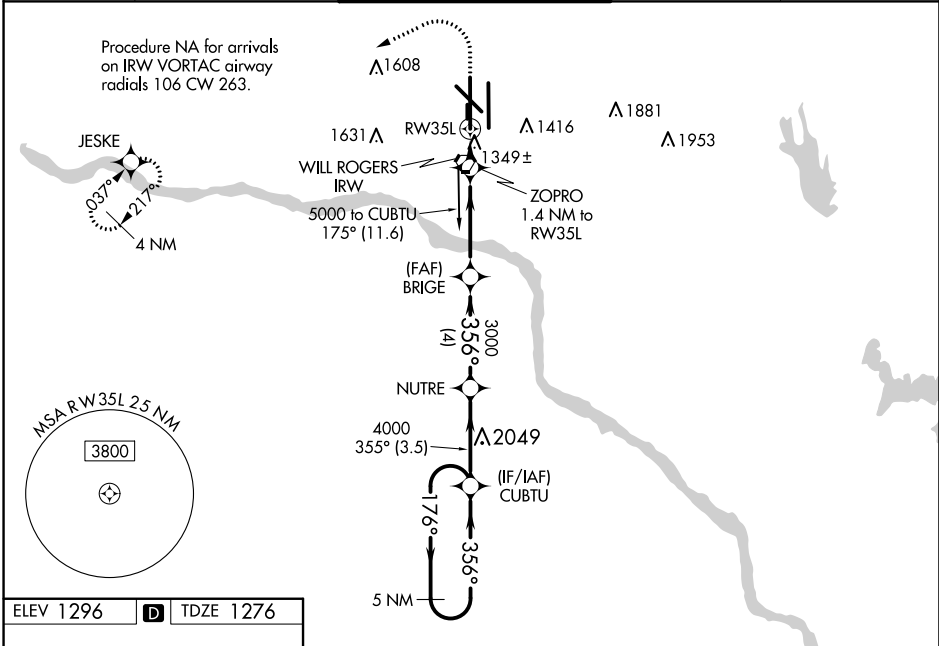 Procedure NA for arrivals
on IRW VORTAC airway
radials 106 CW 263.
1608
1881
1631
RW35L
1416
1953
JESKE
1349±
WILL ROGERS
IRW
ZOPRO
1.4 NM to
RW35L
037°
217°
4 NM
5000 to CUBTU
175° (11.6)
(FAF)
BRIGE
3000
356°
(4)
NUTRE
4000
355° (3.5)
2049
(IF/IAF)
CUBTU
176°
356°
5 NM
MSA RW35L 25 NM
3800
ELEV 1296 D TDZE 1276